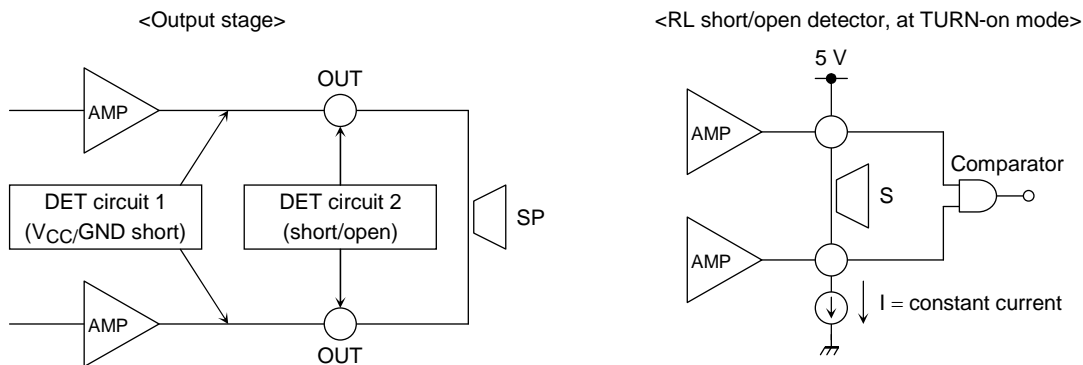 <Output stage>
AMP
OUT
DET circuit 1
(VCC/GND short)
DET circuit 2
(short/open)
SP
AMP
OUT
<RL short/open detector, at TURN-on mode>
5 V
AMP
Comparator
S
AMP
I = constant current